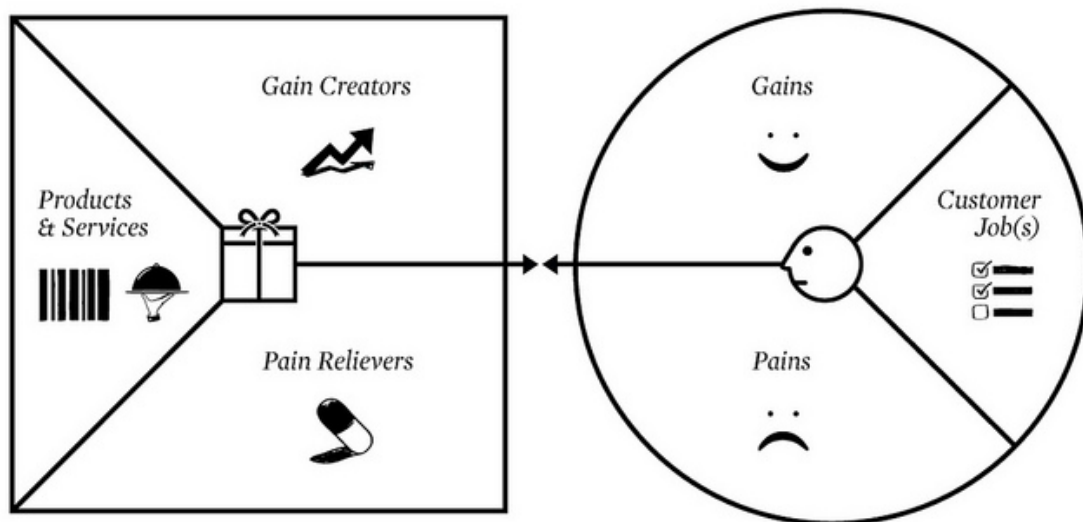 Gain Creators
Products
& Services
Pain Relievers
Gains
Customer
Job(s)
Pains